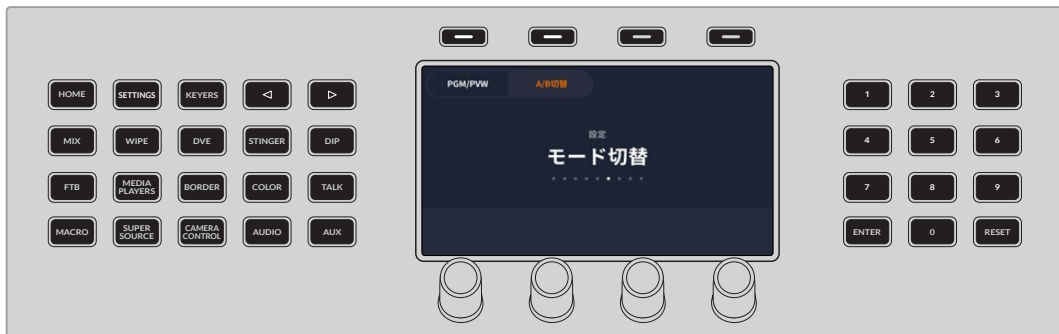 HOME
SETTINGS
KEYERS
MIX
WIPE
DVE
STINGER
DIP
FTB
MEDIA
PLAYERS
BORDER
COLOR
TALK
MACRO
SUPER
SOURCE
CAMERA
CONTROL
AUDIO
AUX
PGM/PVW
A/B切替
設定
モード切替
1
2
3
4
5
6
7
8
9
ENTER
0
RESET